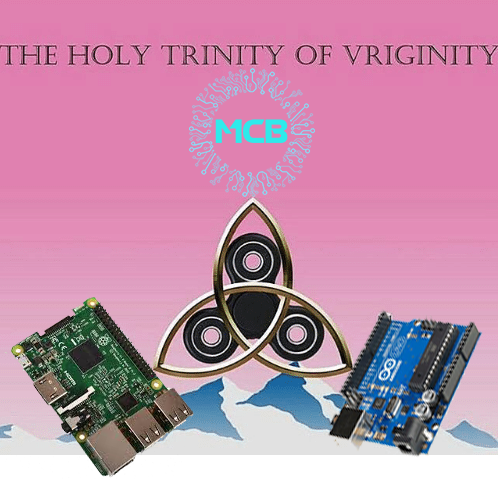 THE HOLY TRINITY OF VRIGINITY
MCB